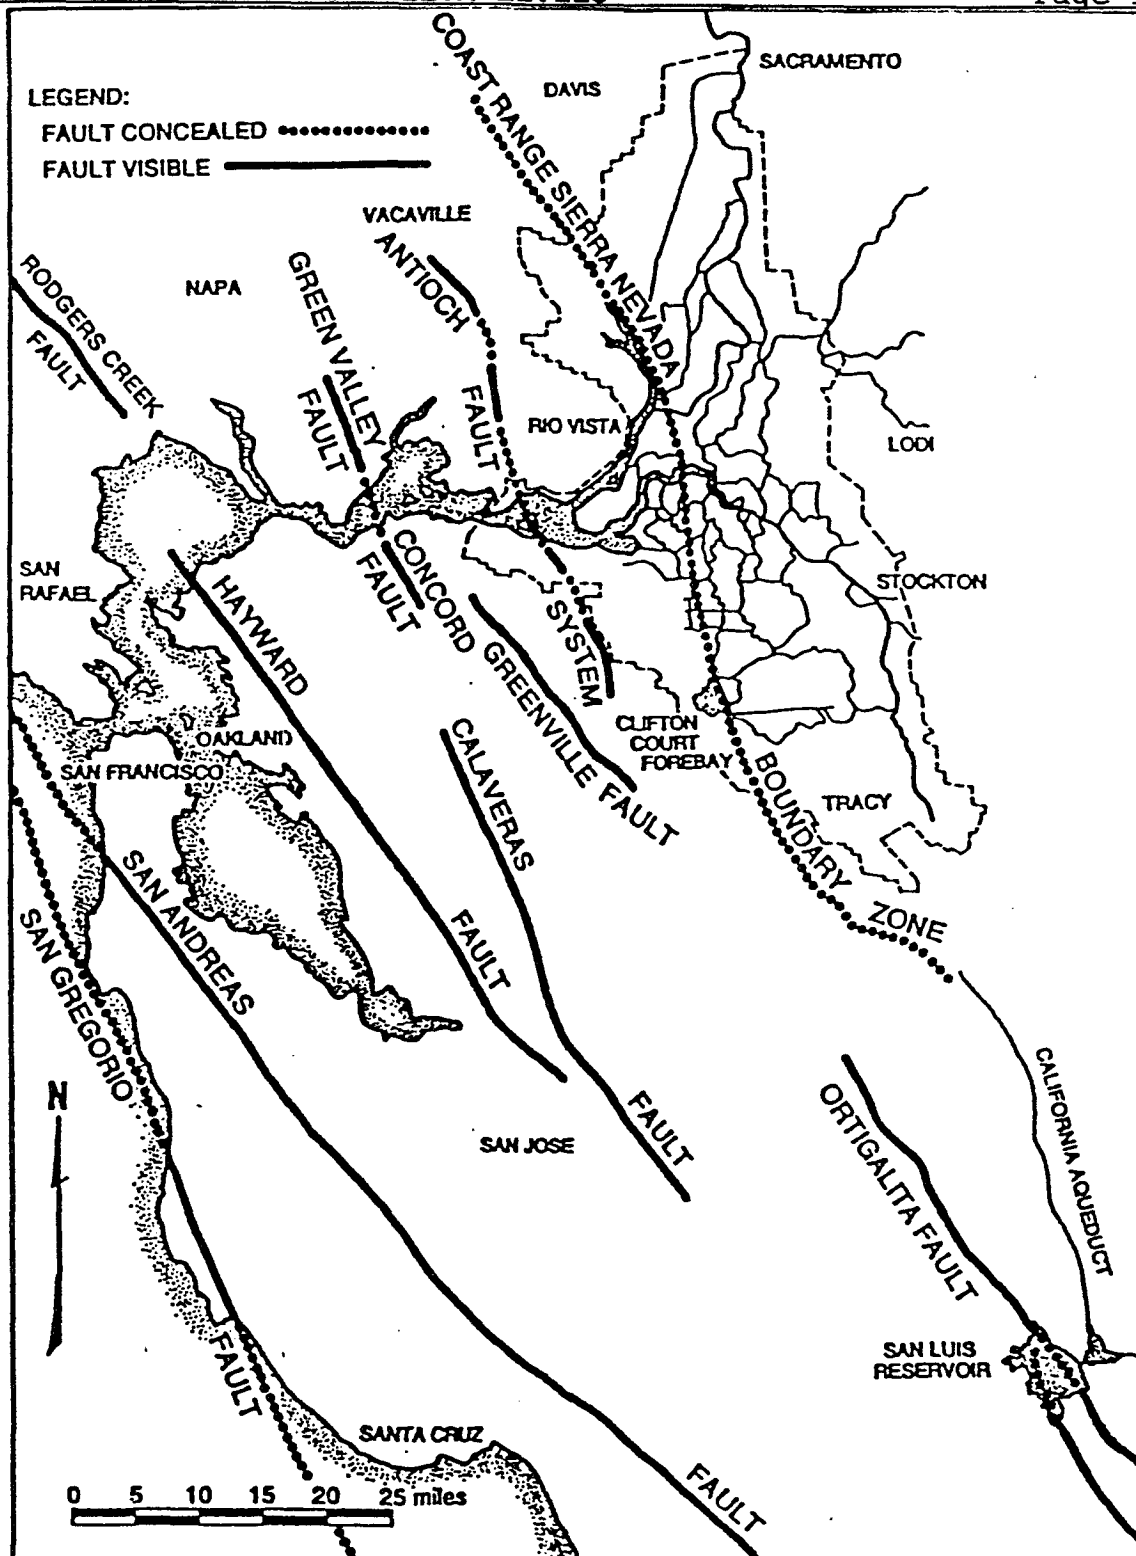 SACRAMENTO
DAVIS
COAST RANGE SIERRA NEVADA
LEGEND:
FAULT CONCEALED
FAULT VISIBLE
VACAVILLE
ANTIOCH
FAULT
SYSTEM
GREEN VALLEY
FAULT
NAPA
RODGERS CREEK
FAULT
RIO VISTA
LODI
SAN
RAFAEL
HAYWARD
FAULT
CONCORD
FAULT
STOCKTON
GREENVILLE FAULT
CLIFTON
COURT
FOREBAY
BOUNDARY
ZONE
TRACY
OAKLAND
SAN FRANCISCO
CALAVERAS
FAULT
SAN ANDREAS
FAULT
SAN GREGORIO
FAULT
N
SAN JOSE
ORTIGALITA FAULT
CALIFORNIA AQUEDUCT
SAN LUIS
RESERVOIR
SANTA CRUZ
0 5 10 15 20 25 miles